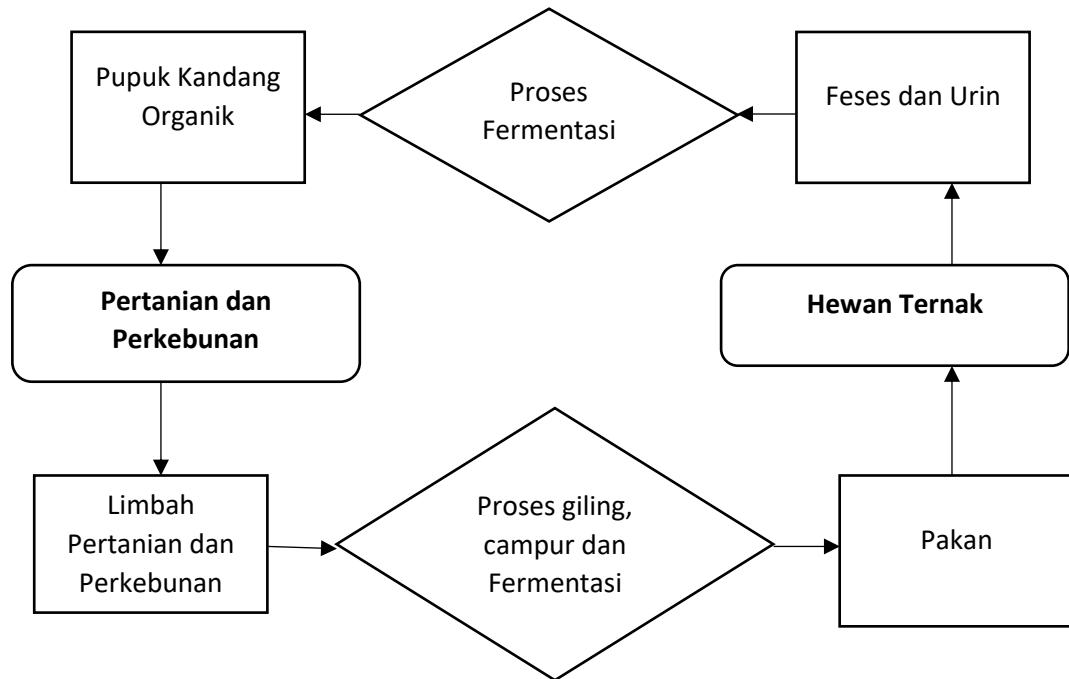 Pupuk Kandang
Organik
Proses
Fermentasi
Feses dan Urin
Pertanian dan
Perkebunan
Hewan Ternak
Limbah
Pertanian dan
Perkebunan
Proses giling,
campur dan
Fermentasi
Pakan